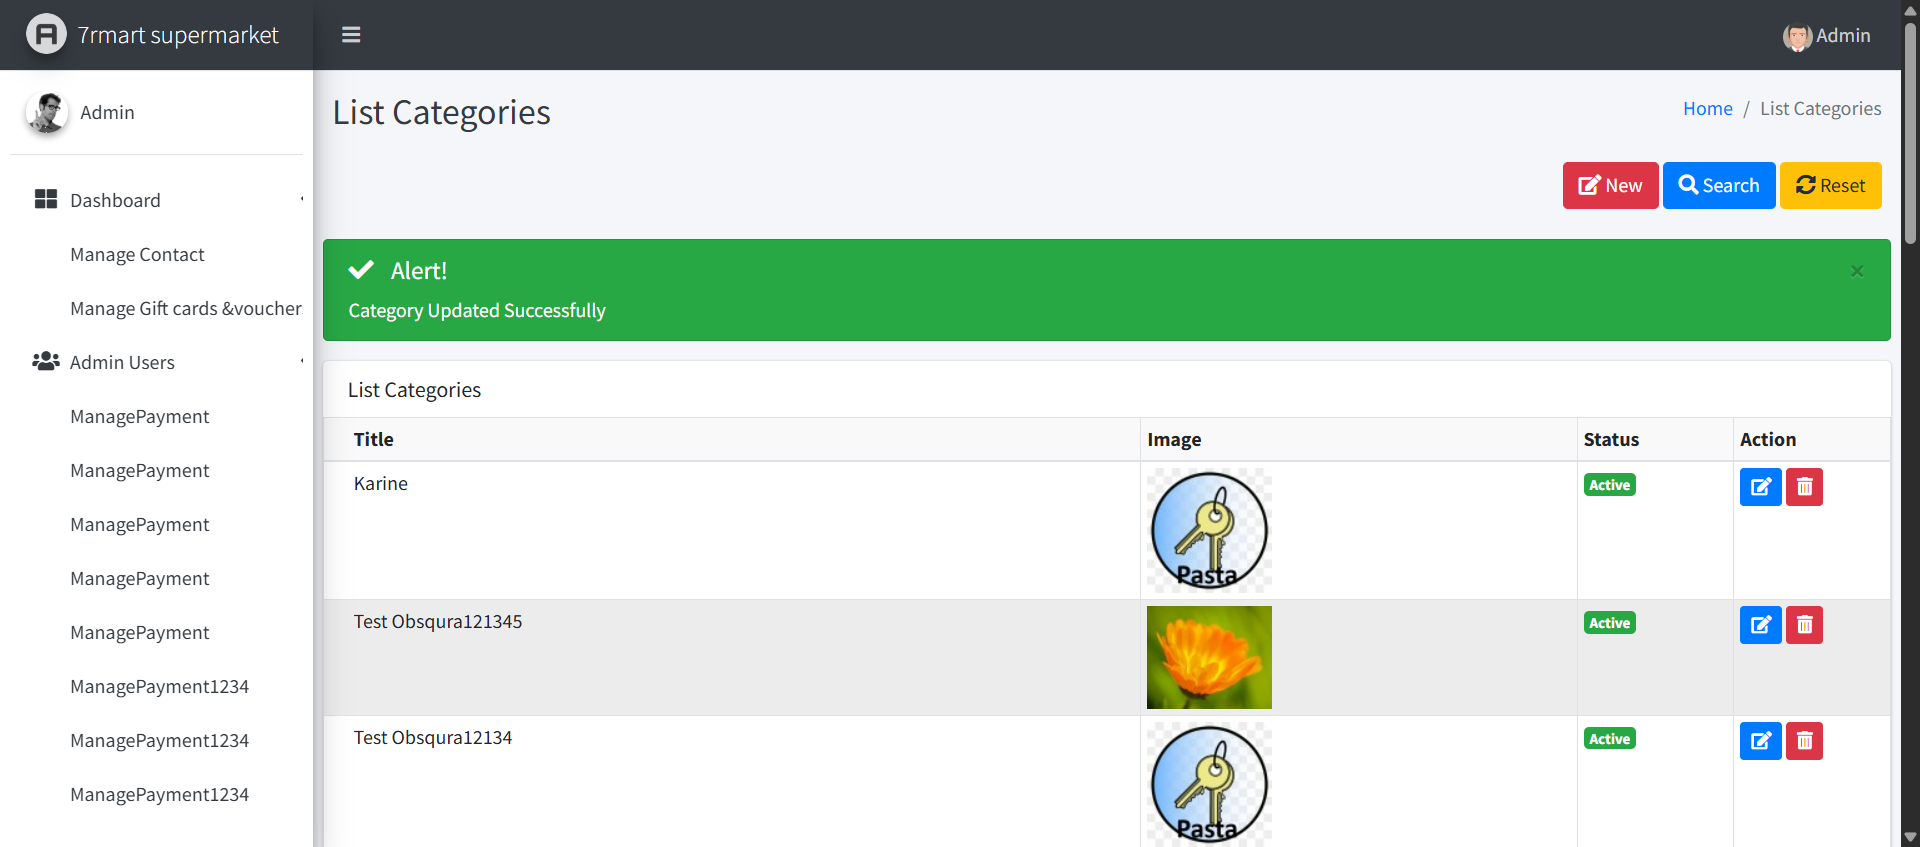 7rmart supermarket
Admin
Admin
Dashboard
Manage Contact
Manage Gift cards &voucher
Admin Users
ManagePayment
ManagePayment
ManagePayment
ManagePayment
ManagePayment
ManagePayment1234
ManagePayment1234
ManagePayment1234
List Categories
Home / List Categories
New
Search
Reset
Alert!
×
Category Updated Successfully
List Categories
Title Image Status Action
Karine Active
Pasta
Test Obsqura121345 Active
Test Obsqura12134 Active
Pasta